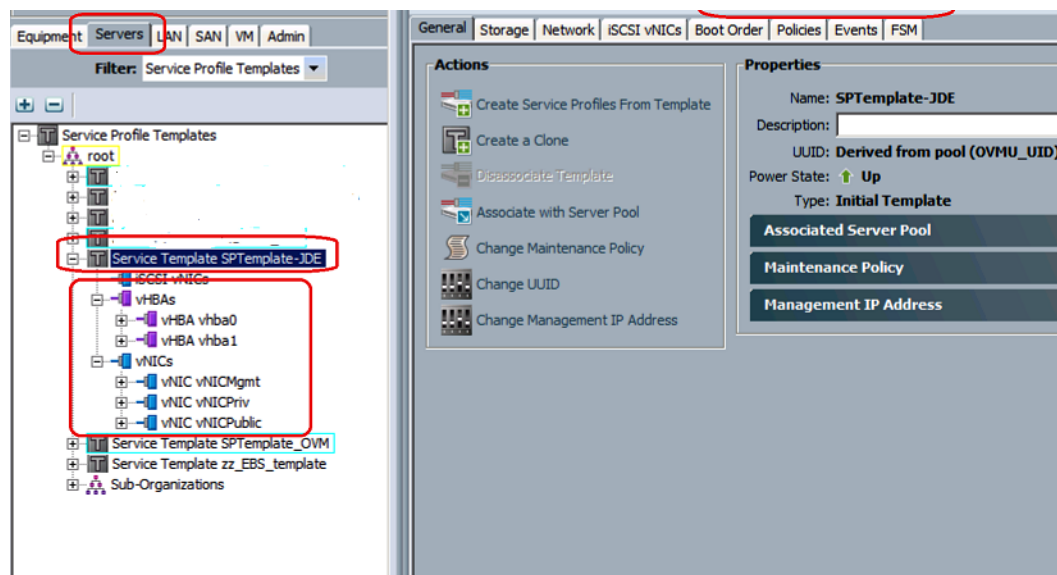 Equipment Servers LAN SAN VM Admin
Filter: Service Profile Templates
Service Profile Templates
root
Service Template SPTemplate-JDE
iSCSI vNICs
vHBAs
vHBA vhba0
vHBA vhba1
vNICs
vNIC vNICMgmt
vNIC vNICPriv
vNIC vNICPublic
Service Template SPTemplate_OVM
Service Template zz_EBS_template
Sub-Organizations
General Storage Network iSCSI vNICs Boot Order Policies Events FSM
Actions
Create Service Profiles From Template
Create a Clone
Disassociate Template
Associate with Server Pool
Change Maintenance Policy
Change UUID
Change Management IP Address
Properties
Name: SPTemplate-JDE
Description:
UUID: Derived from pool (OVMU_UID)
Power State: Up
Type: Initial Template
Associated Server Pool
Maintenance Policy
Management IP Address